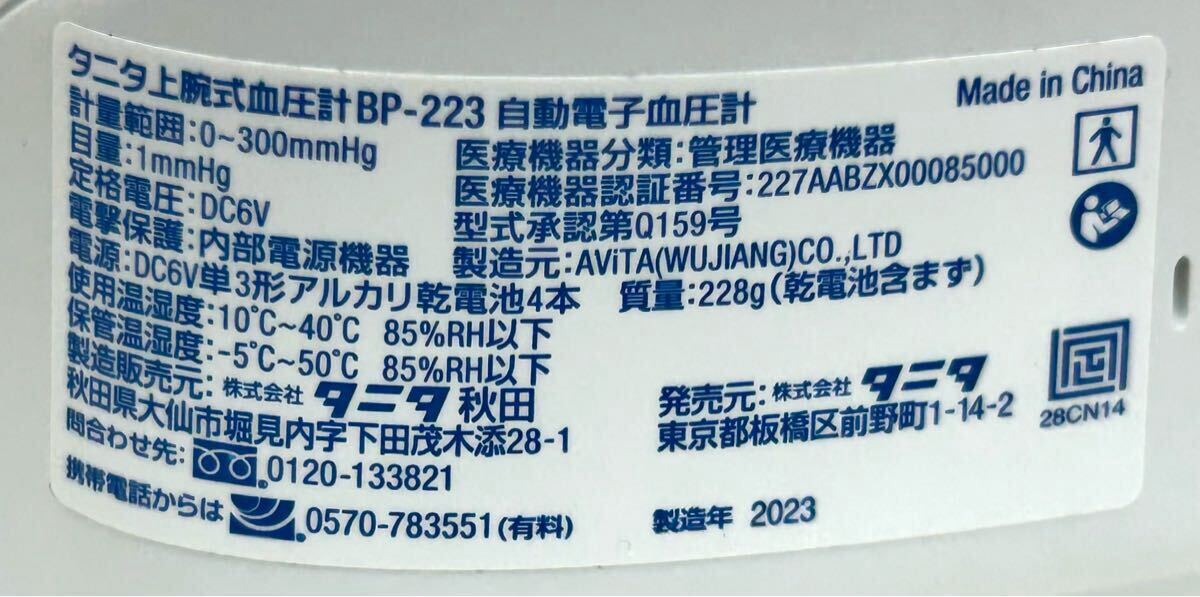 タニタ上腕式血圧計BP-223 自動電子血圧計
Made in China
計量範囲:0~300mmHg
医療機器分類:管理医療機器
目量:1mmHg
医療機器認証番号:227AABZX00085000
定格電圧:DC6V
型式承認第Q159号
電撃保護:内部電源機器
製造元:AViTA(WUJIANG)CO.,LTD
電源:DC6V単3形アルカリ乾電池4本 質量:228g(乾電池含まず)
使用温湿度:10℃~40℃ 85%RH以下
保管温湿度:-5℃~50℃ 85%RH以下
製造販売元:株式会社 タニタ 秋田
秋田県大仙市堀見内字下田茂木添28-1
発売元:株式会社 タニタ
東京都板橋区前野町1-14-2
正
28CN14
問合わせ先: 0120-133821
携帯電話からは 0570-783551(有料)
製造年 2023